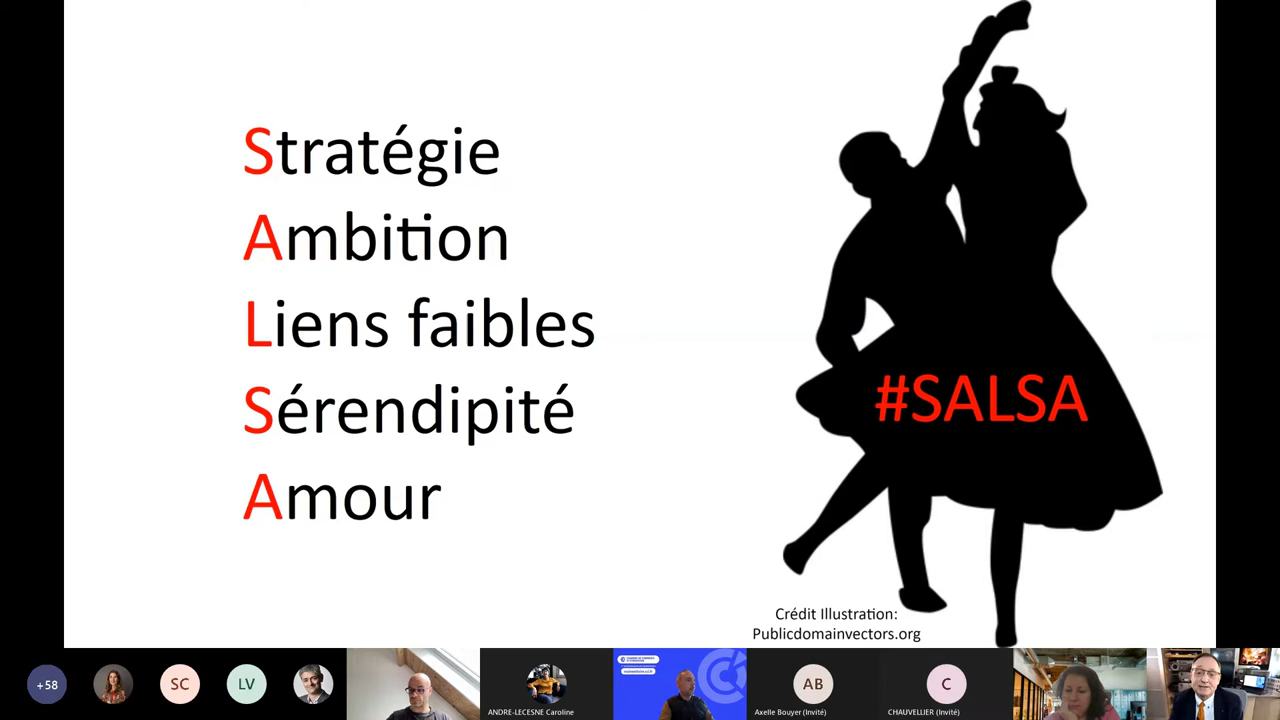 Stratégie
Ambition
Liens faibles
Sérendipité
Amour
#SALSA
Crédit Illustration:
Publicdomainvectors.org
+58
SC
LV
ANDRE-LECESNE Caroline
AB
Axelle Bouyer (Invité)
C
CHAUVELLIER (Invité)